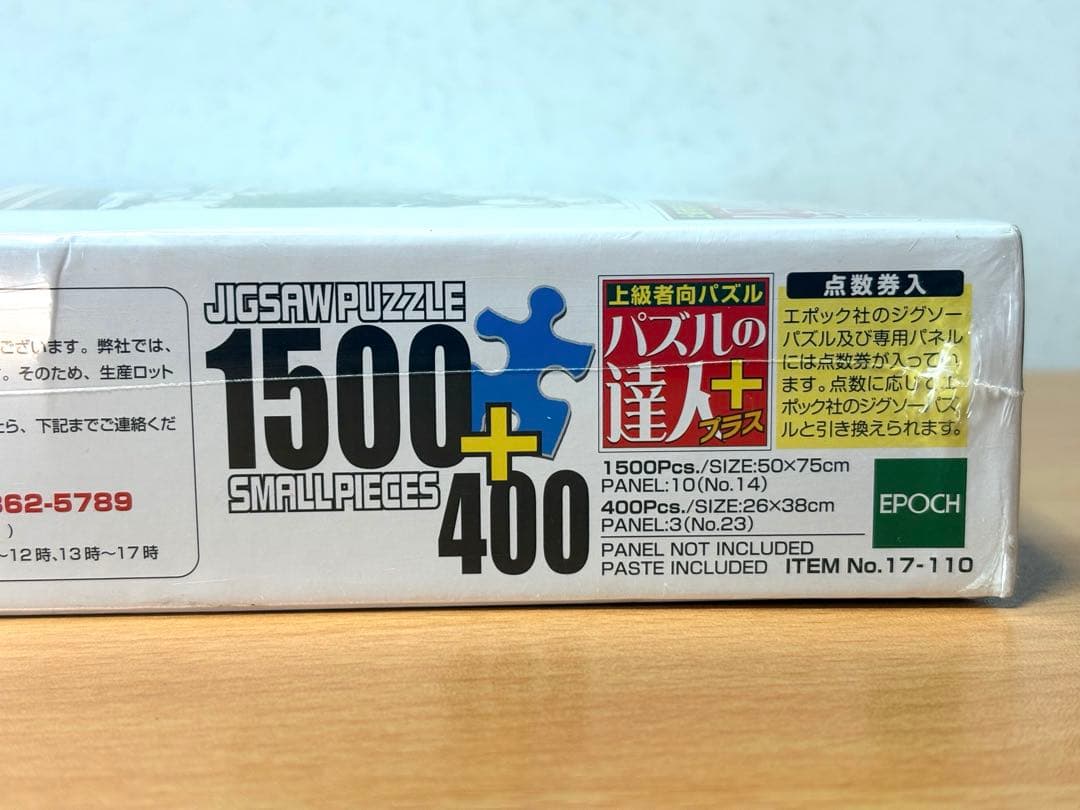 ございます。弊社では、
。そのため、生産ロット
たら、下記までご連絡くだ
862-5789
)
～12時、13時～17時
JIGSAW PUZZLE
1500
SMALL PIECES
+
400
上級者向パズル
パズルの
達人+
プラス
点数券入
エポック社のジグソー
パズル及び専用パネル
には点数券が入ってい
ます。点数に応じてエ
ポック社のジグソーパズ
ルと引き換えられます。
1500Pcs./SIZE:50×75cm
PANEL:10(No.14)
400Pcs./SIZE:26×38cm
PANEL:3(No.23)
PANEL NOT INCLUDED
PASTE INCLUDED
EPOCH
ITEM No.17-110